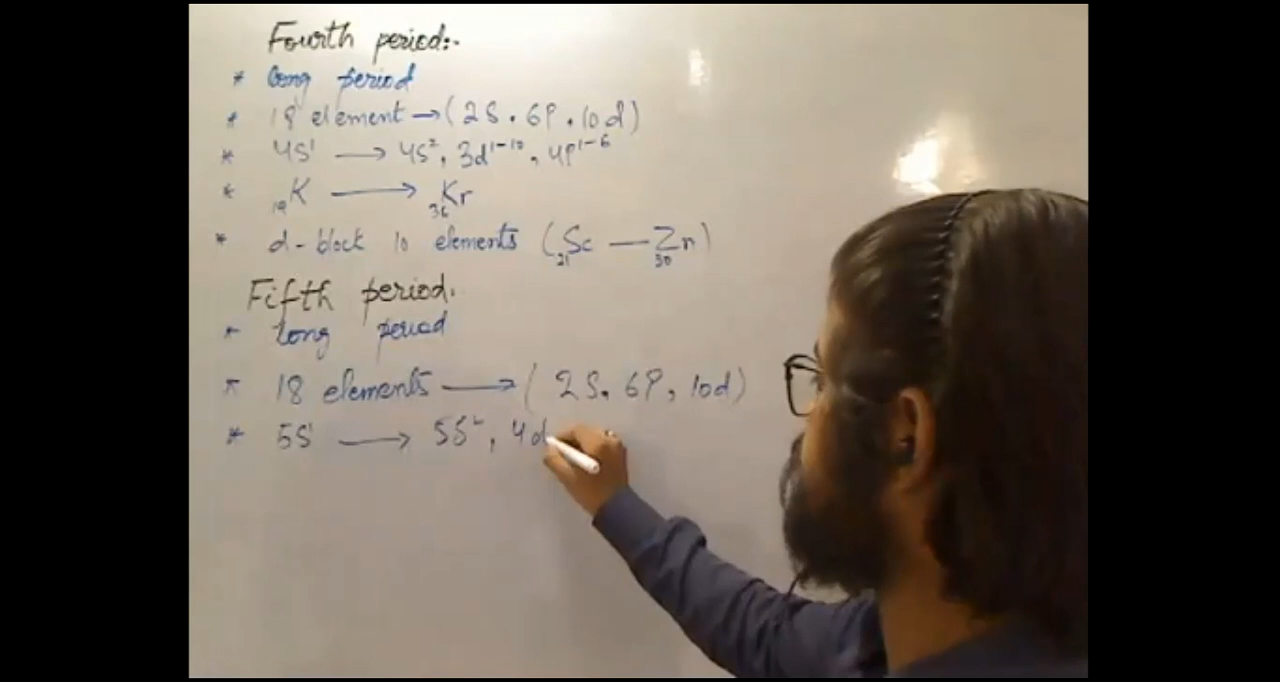 Fourth period:-
* long period
* 18 element → (2S . 6P . 10d)
* 4S¹ → 4S², 3d¹⁻¹⁰, 4P¹⁻⁶
* ₁₉K → ₃₆Kr
* d-block 10 elements (₂₁Sc — ₃₀Zn)
Fifth period.
* Long period
* 18 elements → (2S. 6P, 10d)
* 5S¹ → 5S², 4d